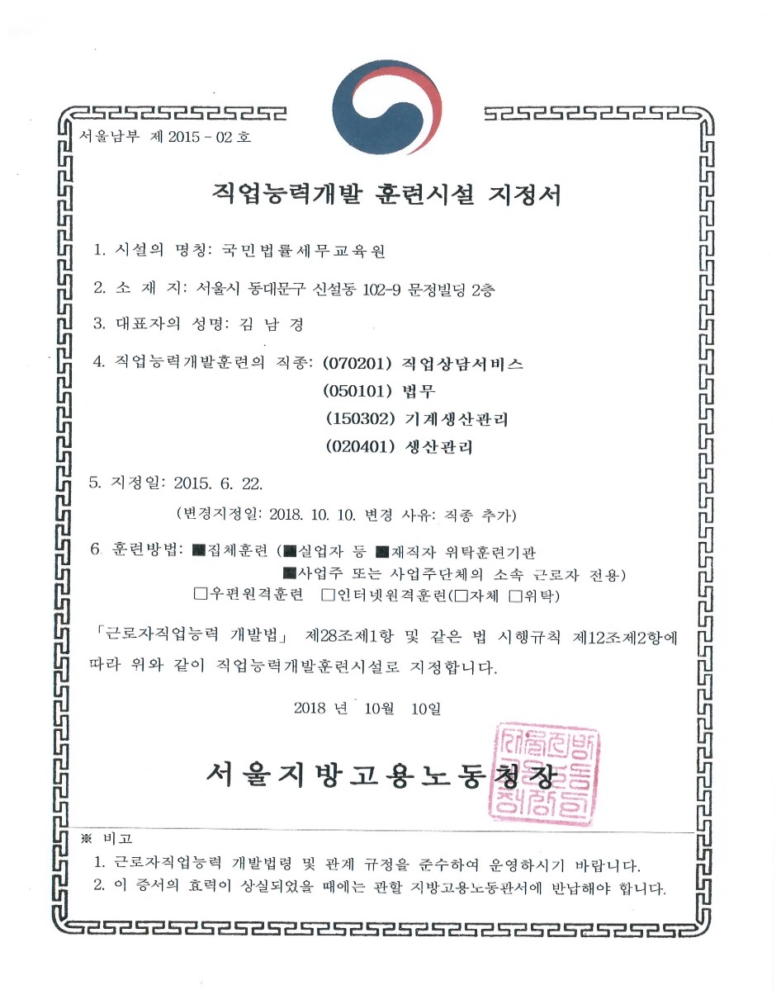 서울남부 제 2015 - 02 호
직업능력개발 훈련시설 지정서
1. 시설의 명칭: 국민법률세무교육원
2. 소 재 지: 서울시 동대문구 신설동 102-9 문정빌딩 2층
3. 대표자의 성명: 김 남 경
4. 직업능력개발훈련의 직종: (070201) 직업상담서비스
(050101) 법무
(150302) 기계생산관리
(020401) 생산관리
5. 지정일: 2015. 6. 22.
(변경지정일: 2018. 10. 10. 변경 사유: 직종 추가)
6 훈련방법: ■집체훈련 (■실업자 등 ■재직자 위탁훈련기관
■사업주 또는 사업주단체의 소속 근로자 전용)
□우편원격훈련 □인터넷원격훈련(□자체 □위탁)
「근로자직업능력 개발법」 제28조제1항 및 같은 법 시행규칙 제12조제2항에
따라 위와 같이 직업능력개발훈련시설로 지정합니다.
2018 년 10월 10일
서울지방고용노동청장
※ 비고
1. 근로자직업능력 개발법령 및 관계 규정을 준수하여 운영하시기 바랍니다.
2. 이 증서의 효력이 상실되었을 때에는 관할 지방고용노동관서에 반납해야 합니다.